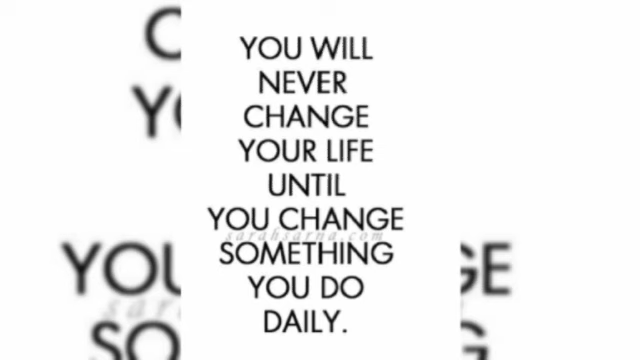 YOU WILL
NEVER
CHANGE
YOUR LIFE
UNTIL
YOU CHANGE
sarahsarna.com
SOMETHING
YOU DO
DAILY.